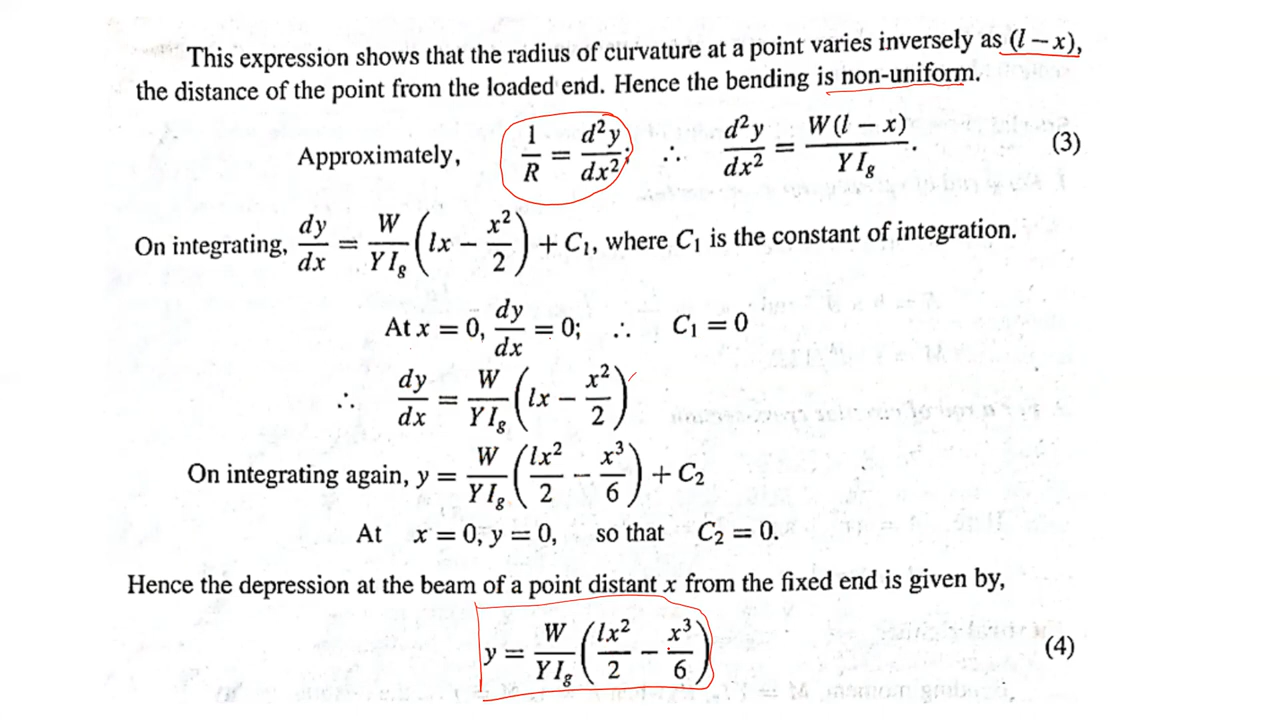 This expression shows that the radius of curvature at a point varies inversely as (l – x),
the distance of the point from the loaded end. Hence the bending is non-uniform.
Approximately, 1/R = d²y/dx²; ∴ d²y/dx² = W(l – x)/Y I_g. (3)
On integrating, dy/dx = W/Y I_g (lx – x²/2) + C₁, where C₁ is the constant of integration.
At x = 0, dy/dx = 0; ∴ C₁ = 0
∴ dy/dx = W/Y I_g (lx – x²/2)
On integrating again, y = W/Y I_g (lx²/2 – x³/6) + C₂
At x = 0, y = 0, so that C₂ = 0.
Hence the depression at the beam of a point distant x from the fixed end is given by,
y = W/Y I_g (lx²/2 – x³/6) (4)